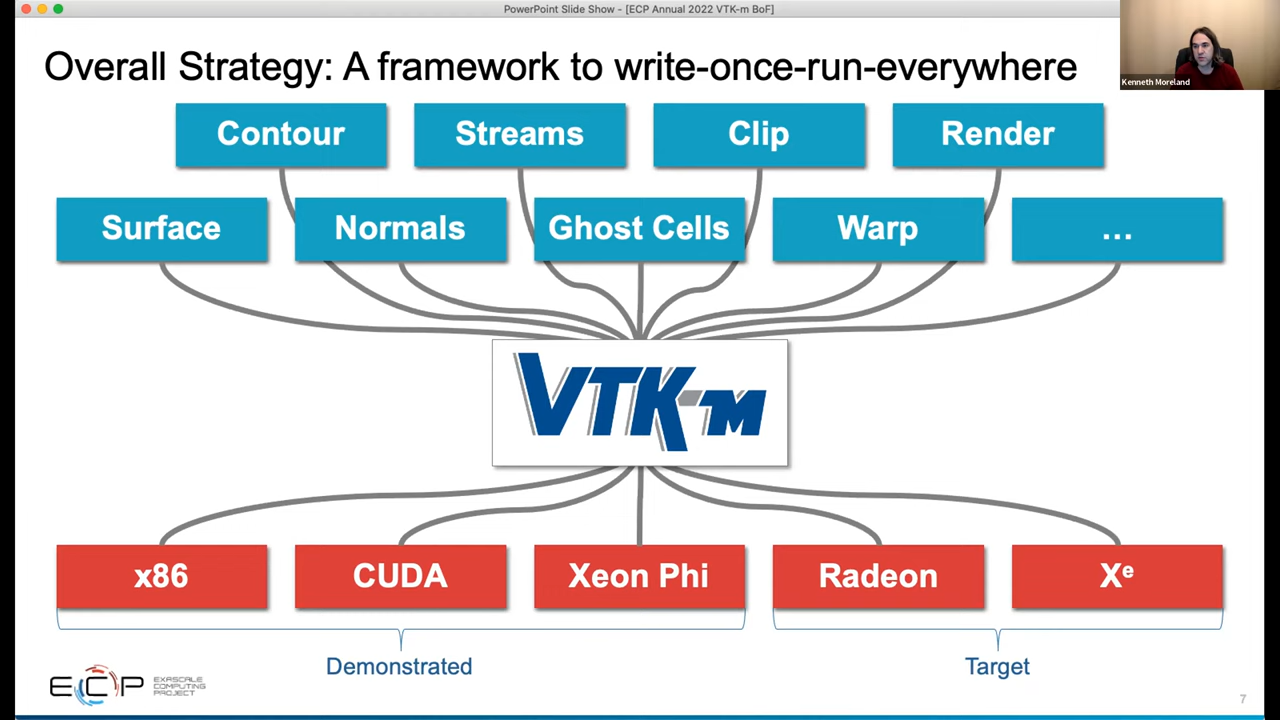 PowerPoint Slide Show - [ECP Annual 2022 VTK-m BoF]
Overall Strategy: A framework to write-once-run-everywhere
Kenneth Moreland
Contour Streams Clip Render
Surface Normals Ghost Cells Warp ...
VTK-m
x86 CUDA Xeon Phi Radeon Xᵉ
Demonstrated Target
ECP EXASCALE
COMPUTING
PROJECT
7